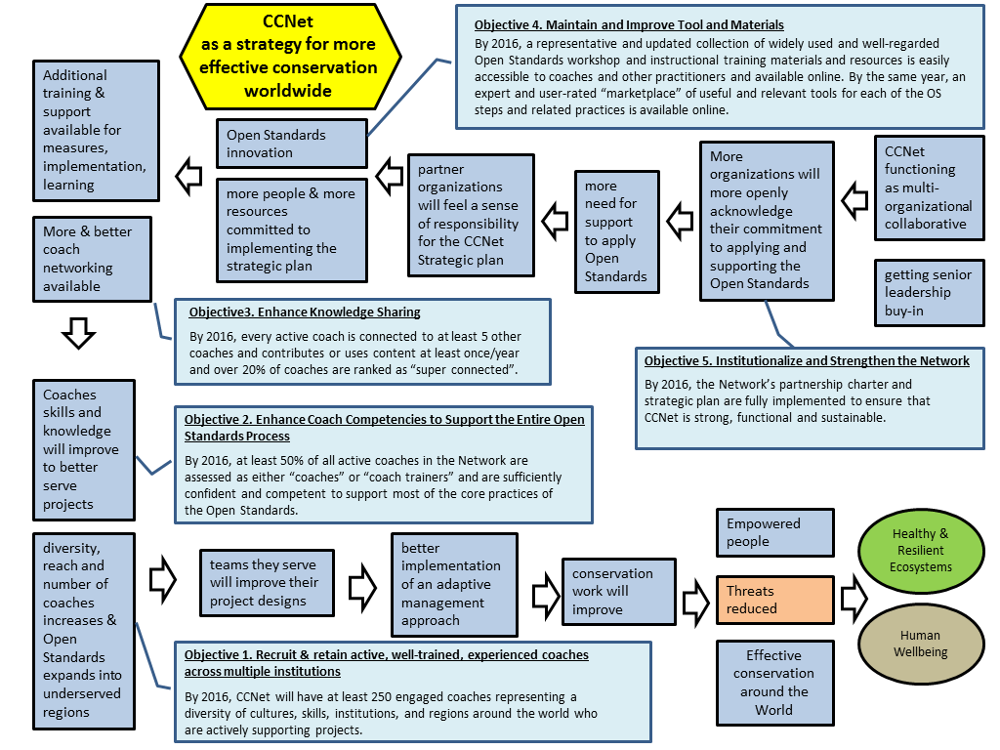 CCNet
as a strategy for more
effective conservation
worldwide
Objective 4. Maintain and Improve Tool and Materials
By 2016, a representative and updated collection of widely used and well-regarded
Open Standards workshop and instructional training materials and resources is easily
accessible to coaches and other practitioners and available online. By the same year, an
expert and user-rated “marketplace” of useful and relevant tools for each of the OS
steps and related practices is available online.
Additional
training &
support
available for
measures,
implementation,
learning
Open Standards
innovation
more people & more
resources
committed to
implementing the
strategic plan
partner
organizations
will feel a sense
of responsibility
for the CCNet
Strategic plan
more
need for
support
to apply
Open
Standards
More
organizations will
more openly
acknowledge
their commitment
to applying and
supporting the
Open Standards
CCNet
functioning
as multi-
organizational
collaborative
getting senior
leadership
buy-in
More & better
coach
networking
available
Objective3. Enhance Knowledge Sharing
By 2016, every active coach is connected to at least 5 other
coaches and contributes or uses content at least once/year
and over 20% of coaches are ranked as “super connected”.
Objective 5. Institutionalize and Strengthen the Network
By 2016, the Network’s partnership charter and
strategic plan are fully implemented to ensure that
CCNet is strong, functional and sustainable.
Coaches
skills and
knowledge
will improve
to better
serve
projects
Objective 2. Enhance Coach Competencies to Support the Entire Open
Standards Process
By 2016, at least 50% of all active coaches in the Network are
assessed as either “coaches” or “coach trainers” and are sufficiently
confident and competent to support most of the core practices of
the Open Standards.
diversity,
reach and
number of
coaches
increases &
Open
Standards
expands into
underserved
regions
teams they serve
will improve their
project designs
better
implementation
of an adaptive
management
approach
conservation
work will
improve
Empowered
people
Threats
reduced
Effective
conservation
around the
World
Healthy &
Resilient
Ecosystems
Human
Wellbeing
Objective 1. Recruit & retain active, well-trained, experienced coaches
across multiple institutions
By 2016, CCNet will have at least 250 engaged coaches representing a
diversity of cultures, skills, institutions, and regions around the world who
are actively supporting projects.